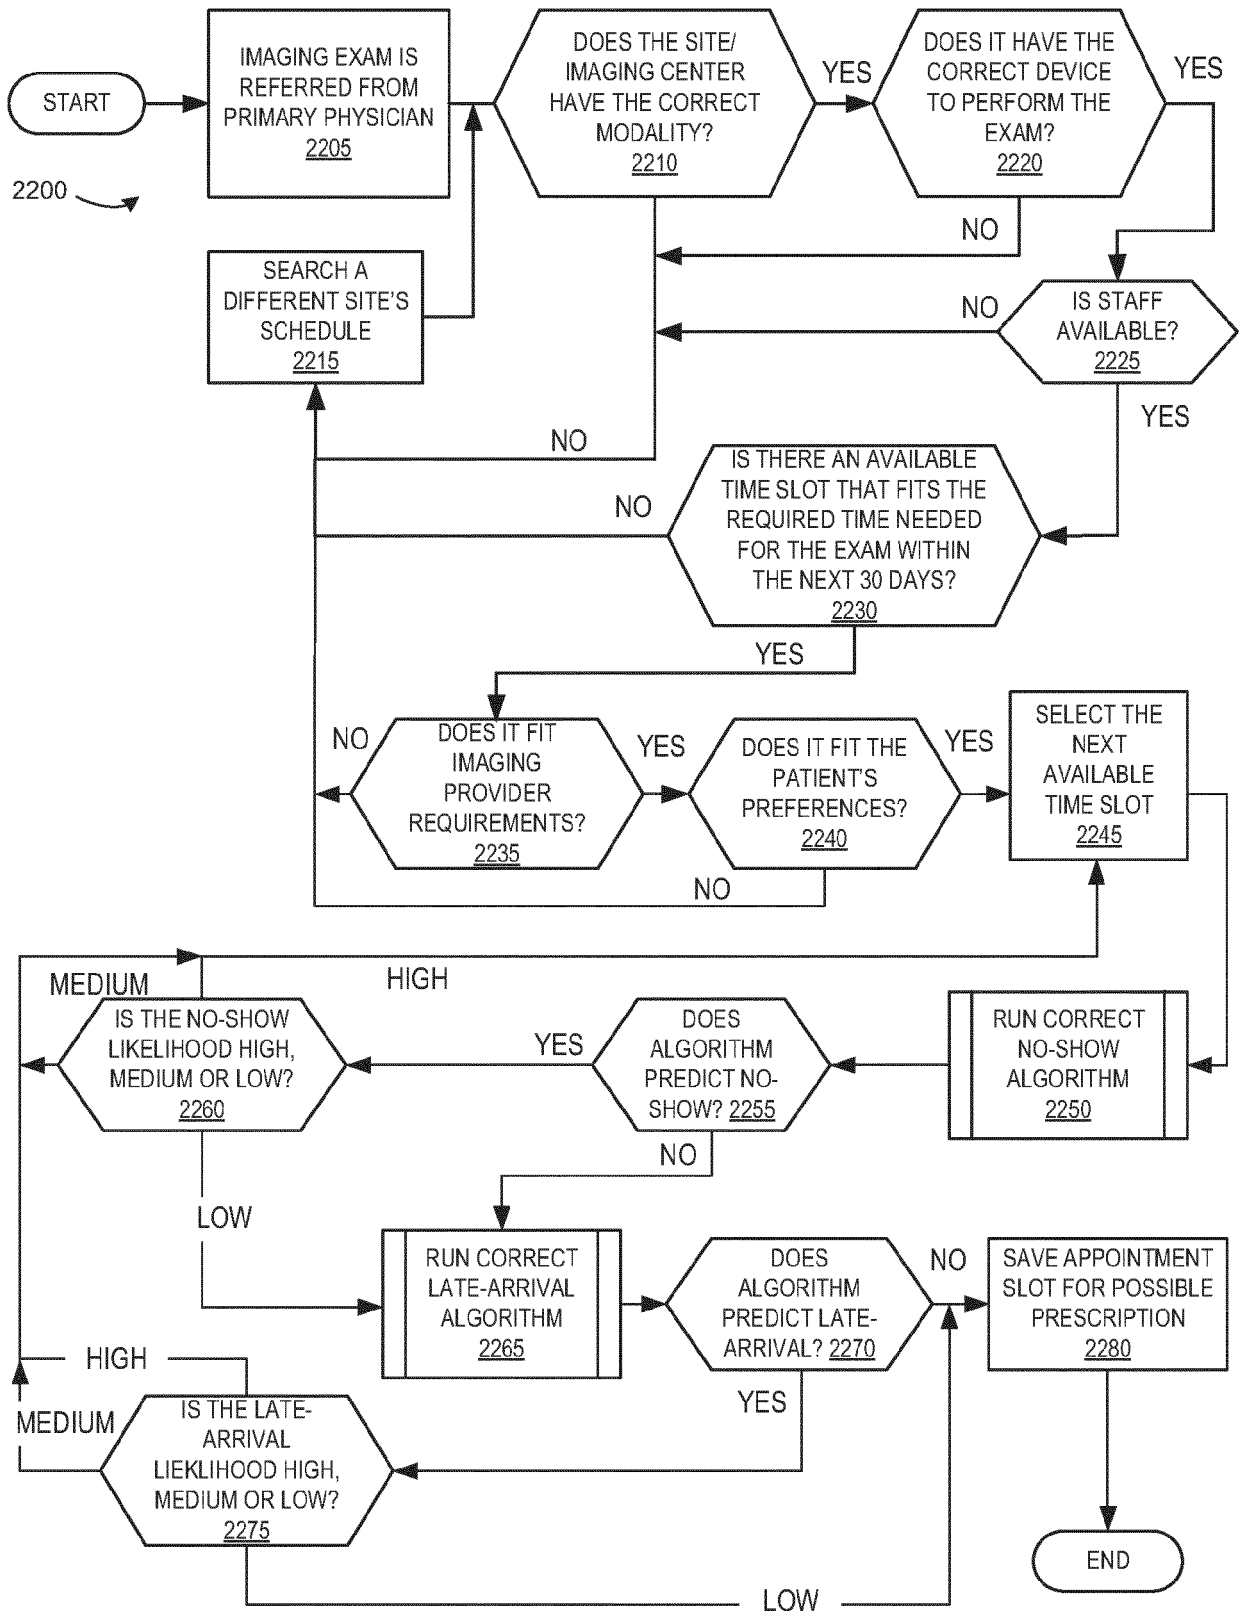 START
IMAGING EXAM IS
REFERRED FROM
PRIMARY PHYSICIAN
2205
DOES THE SITE/
IMAGING CENTER
HAVE THE CORRECT
MODALITY?
2210
YES
DOES IT HAVE THE
CORRECT DEVICE
TO PERFORM THE
EXAM?
2220
YES
2200
NO
SEARCH A
DIFFERENT SITE'S
SCHEDULE
2215
NO
IS STAFF
AVAILABLE?
2225
YES
NO
IS THERE AN AVAILABLE
TIME SLOT THAT FITS THE
REQUIRED TIME NEEDED
FOR THE EXAM WITHIN
THE NEXT 30 DAYS?
2230
NO
YES
NO
DOES IT FIT
IMAGING
PROVIDER
REQUIREMENTS?
2235
YES
DOES IT FIT THE
PATIENT'S
PREFERENCES?
2240
YES
SELECT THE
NEXT
AVAILABLE
TIME SLOT
2245
NO
MEDIUM
HIGH
IS THE NO-SHOW
LIKELIHOOD HIGH,
MEDIUM OR LOW?
2260
YES
DOES
ALGORITHM
PREDICT NO-
SHOW? 2255
RUN CORRECT
NO-SHOW
ALGORITHM
2250
NO
LOW
RUN CORRECT
LATE-ARRIVAL
ALGORITHM
2265
DOES
ALGORITHM
PREDICT LATE-
ARRIVAL? 2270
NO
SAVE APPOINTMENT
SLOT FOR POSSIBLE
PRESCRIPTION
2280
HIGH
YES
MEDIUM
IS THE LATE-
ARRIVAL
LIEKLIHOOD HIGH,
MEDIUM OR LOW?
2275
END
LOW